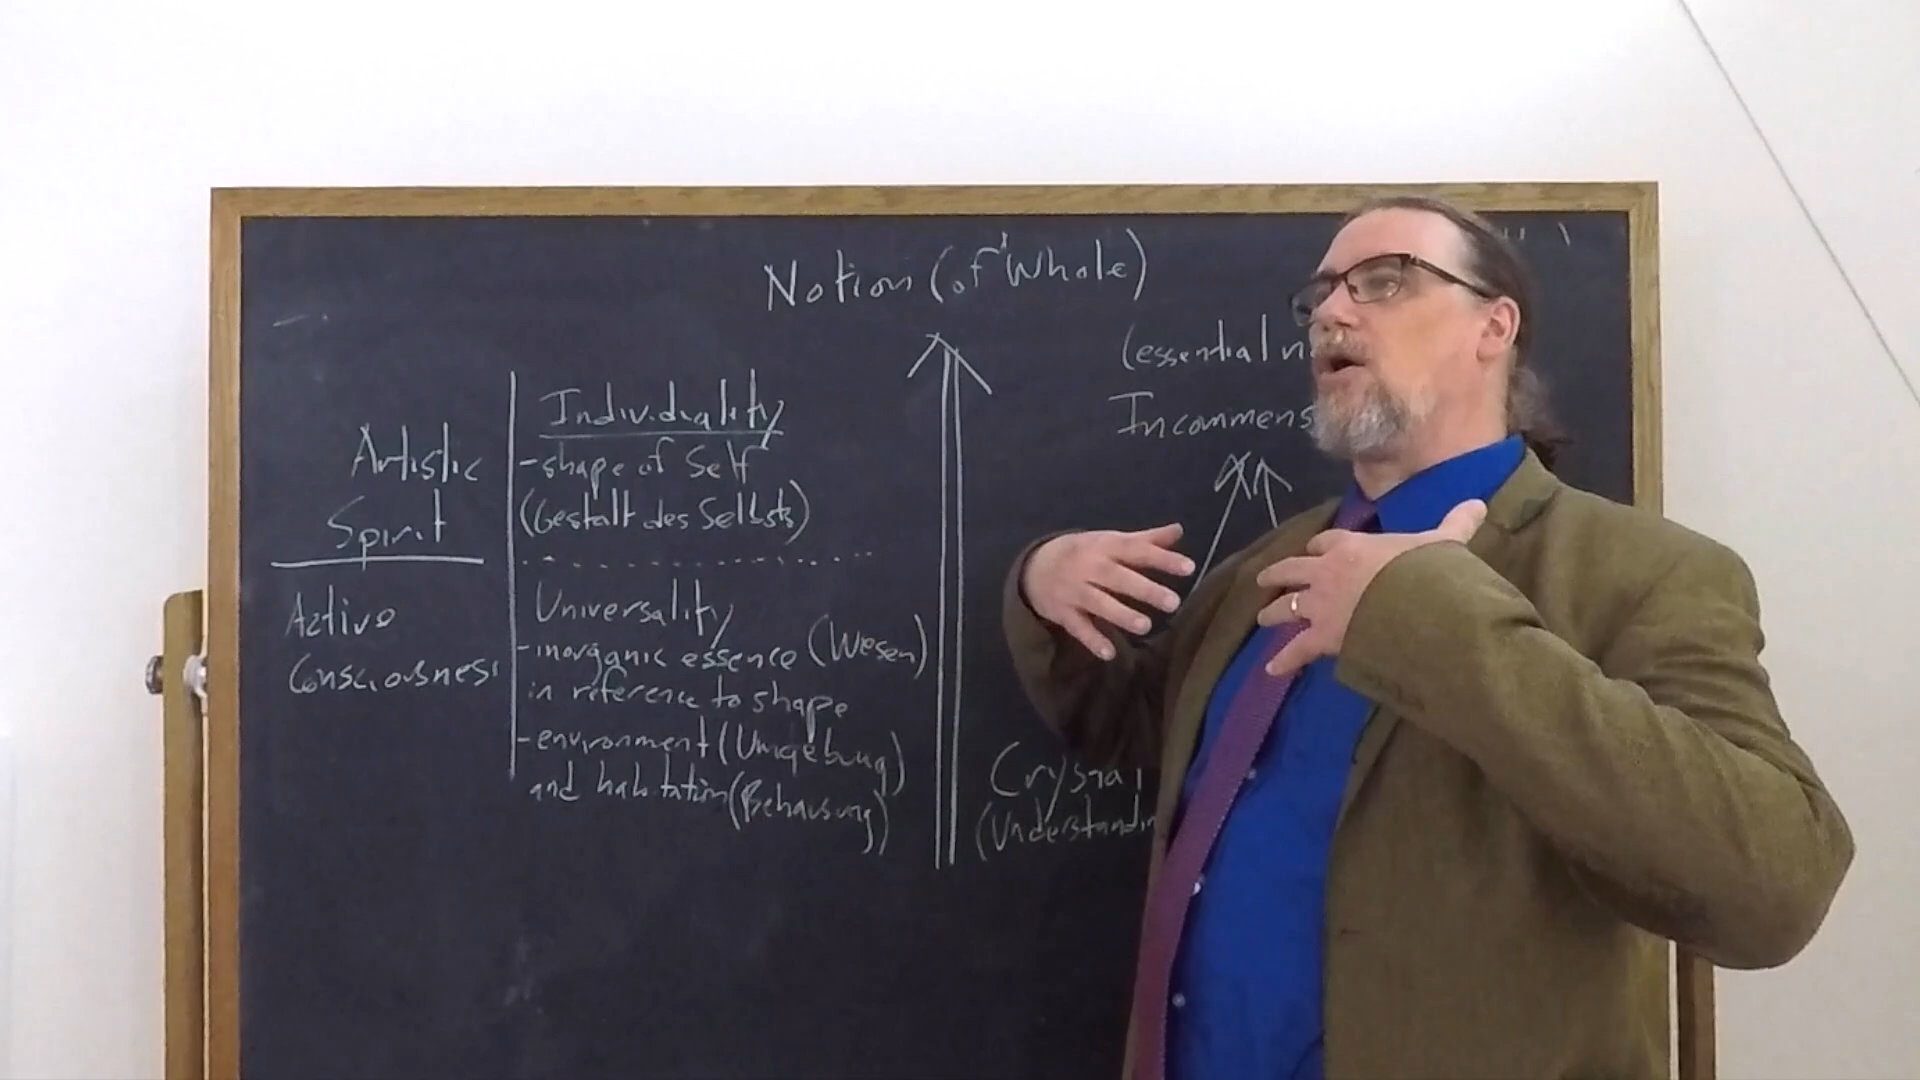 Notion (of Whole)
(essential n
Incommens
Artistic
Spirit
Active
Consciousness
Individuality
-shape of Self
(Gestalt des Selbsts)
Universality
-inorganic essence (Wesen)
in reference to shape
-environment (Umgebung)
and habitation (Behausung)
Crystal
(Understandin